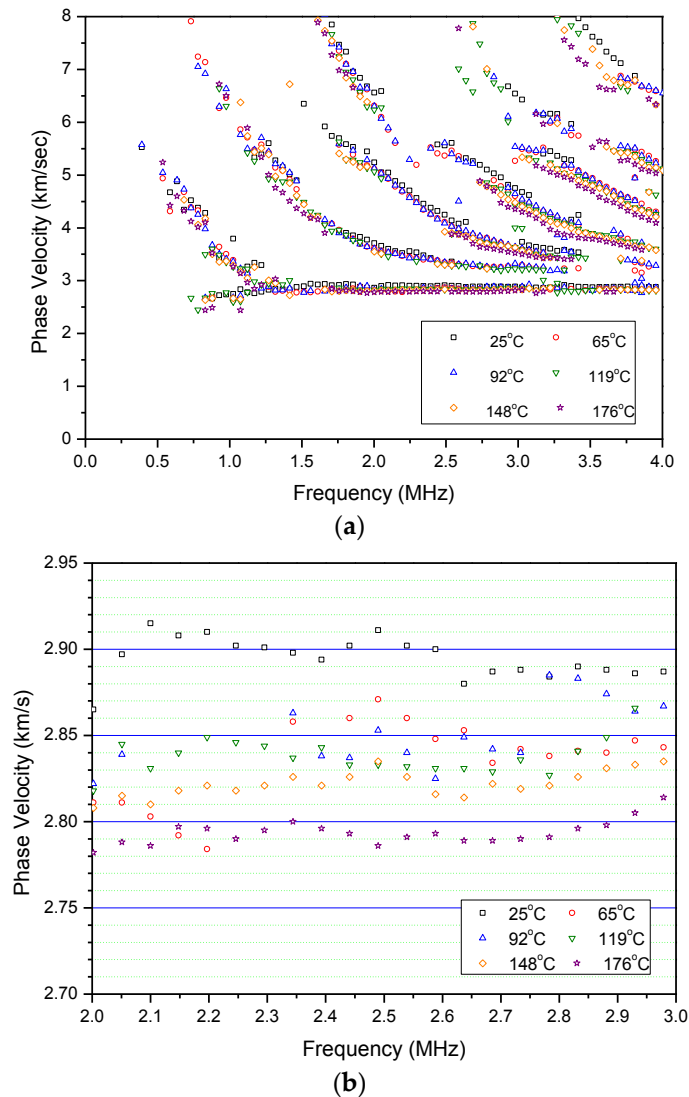 (a)
8
7
6
5
4
3
2
1
0
Phase Velocity (km/sec)
25°C 65°C
92°C 119°C
148°C 176°C
0.0 0.5 1.0 1.5 2.0 2.5 3.0 3.5 4.0
Frequency (MHz)
(a)
2.95
2.90
2.85
2.80
2.75
2.70
Phase Velocity (km/s)
25°C 65°C
92°C 119°C
148°C 176°C
2.0 2.1 2.2 2.3 2.4 2.5 2.6 2.7 2.8 2.9 3.0
Frequency (MHz)
(b)